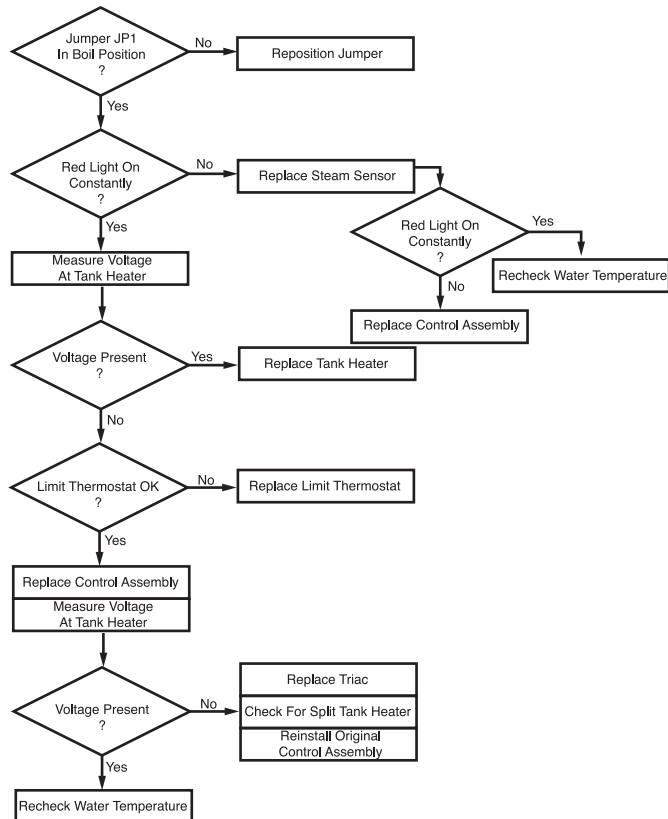 Jumper JP1
In Boil Position
?
No
Reposition Jumper
Yes
Red Light On
Constantly
?
No
Replace Steam Sensor
Red Light On
Constantly
?
Yes
Recheck Water Temperature
No
Replace Control Assembly
Yes
Measure Voltage
At Tank Heater
Voltage Present
?
Yes
Replace Tank Heater
No
Limit Thermostat OK
?
No
Replace Limit Thermostat
Yes
Replace Control Assembly
Measure Voltage
At Tank Heater
Voltage Present
?
No
Replace Triac
Check For Split Tank Heater
Reinstall Original
Control Assembly
Yes
Recheck Water Temperature